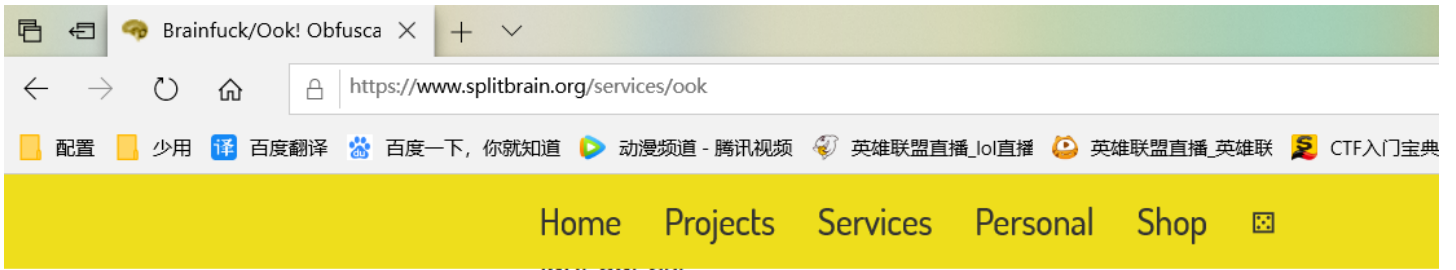 Brainfuck/Ook! Obfusca
https://www.splitbrain.org/services/ook
配置 少用 译 百度翻译 du 百度一下，你就知道 动漫频道 - 腾讯视频 英雄联盟直播_lol直播 英雄联盟直播_英雄联 S CTF入门宝典
Home Projects Services Personal Shop